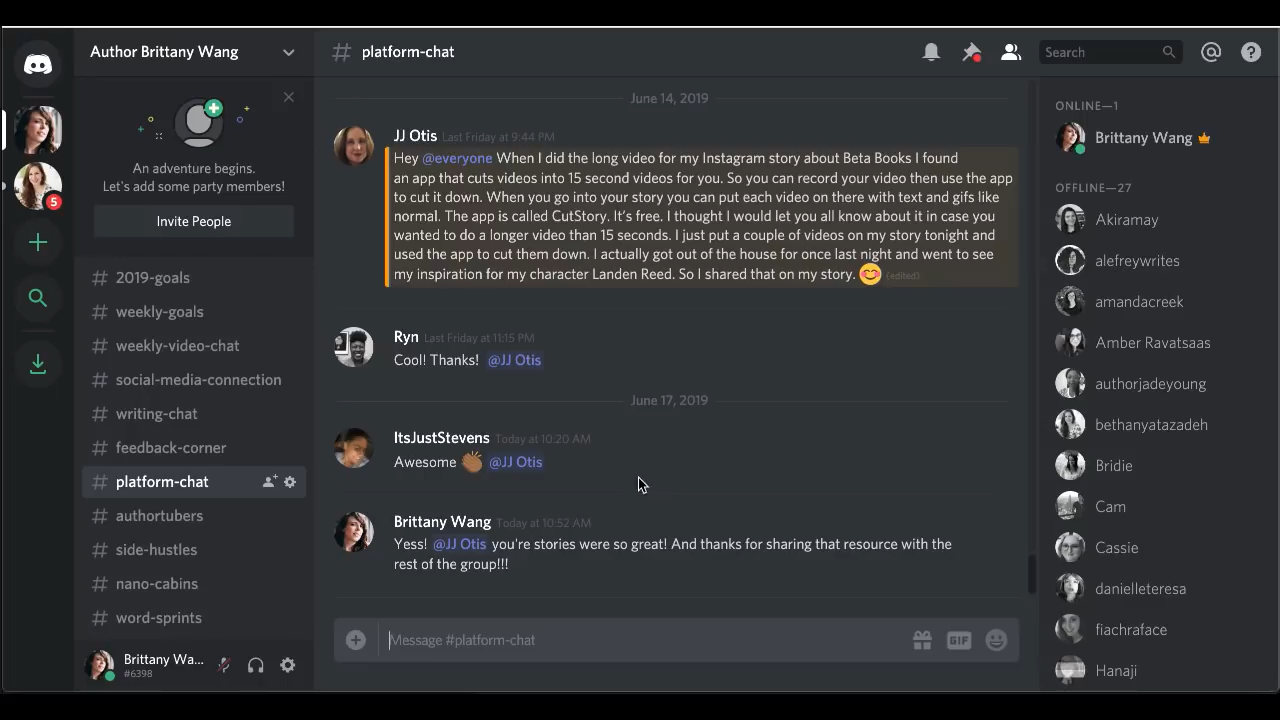 Author Brittany Wang
# platform-chat
Search
5
An adventure begins.
Let's add some party members!
Invite People
# 2019-goals
# weekly-goals
# weekly-video-chat
# social-media-connection
# writing-chat
# feedback-corner
# platform-chat
# authortubers
# side-hustles
# nano-cabins
# word-sprints
Brittany Wa...
#6398
June 14, 2019
JJ Otis Last Friday at 9:44 PM
Hey @everyone When I did the long video for my Instagram story about Beta Books I found
an app that cuts videos into 15 second videos for you. So you can record your video then use the app
to cut it down. When you go into your story you can put each video on there with text and gifs like
normal. The app is called CutStory. It's free. I thought I would let you all know about it in case you
wanted to do a longer video than 15 seconds. I just put a couple of videos on my story tonight and
used the app to cut them down. I actually got out of the house for once last night and went to see
my inspiration for my character Landen Reed. So I shared that on my story. 😊 (edited)
Ryn Last Friday at 11:15 PM
Cool! Thanks! @JJ Otis
June 17, 2019
ItsJustStevens Today at 10:20 AM
Awesome 👏🏾 @JJ Otis
Brittany Wang Today at 10:52 AM
Yess! @JJ Otis you're stories were so great! And thanks for sharing that resource with the
rest of the group!!!
Message #platform-chat
GIF
ONLINE—1
Brittany Wang
OFFLINE—27
Akiramay
alefreywrites
amandacreek
Amber Ravatsaas
authorjadeyoung
bethanyatazadeh
Bridie
Cam
Cassie
danielleteresa
fiachraface
Hanaji